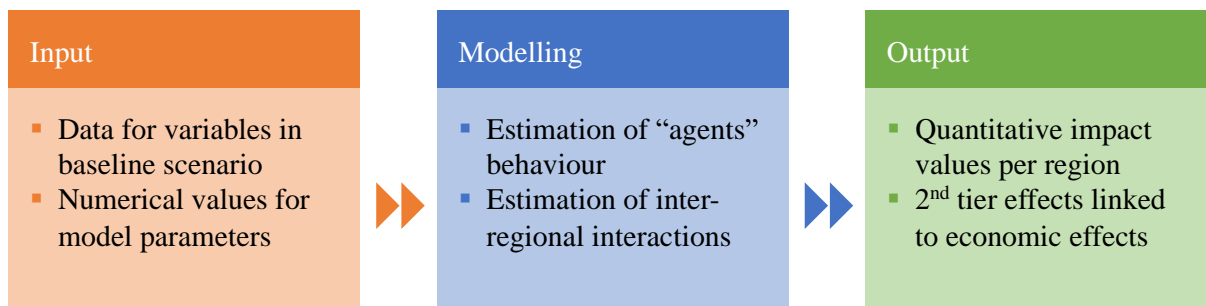 Input
▪ Data for variables in
baseline scenario
▪ Numerical values for
model parameters
Modelling
▪ Estimation of “agents”
behaviour
▪ Estimation of inter-
regional interactions
Output
▪ Quantitative impact
values per region
▪ 2nd tier effects linked
to economic effects